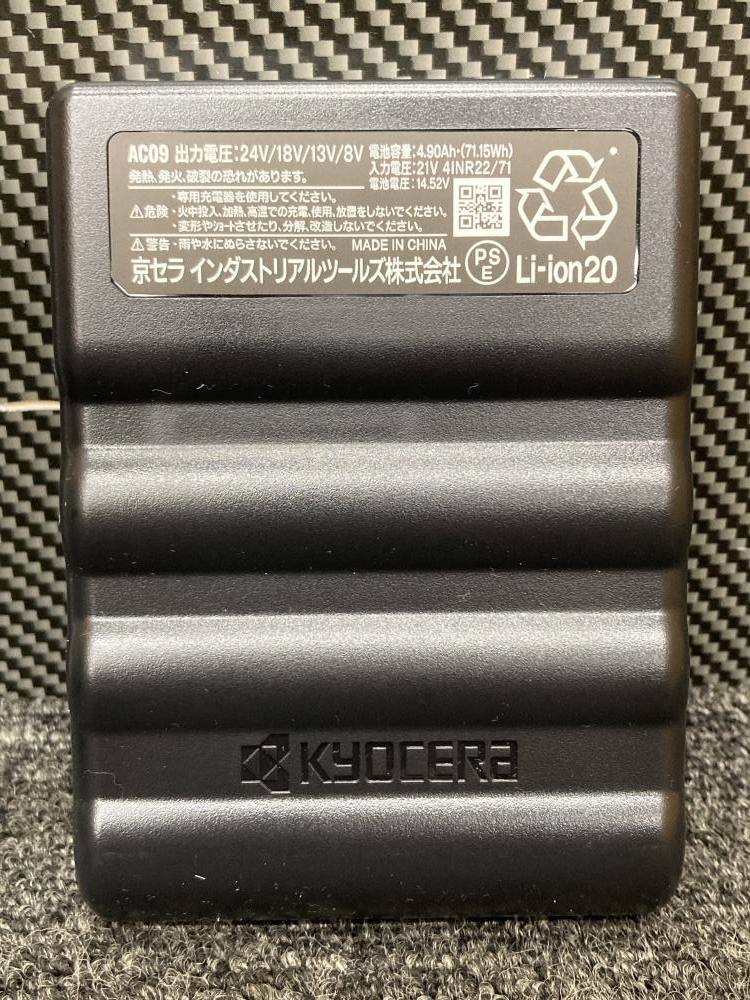 AC09 出力電圧:24V/18V/13V/8V 電池容量:4.90Ah・(71.15Wh)
発熱、発火、破裂の恐れがあります。 入力電圧:21V 4INR22/71
電池電圧:14.52V
⚠危険 ・専用充電器を使用してください。
・火中投入、加熱、高温での充電、使用、放置をしないでください。
・変形やショートさせたり、分解、改造しないでください。
⚠警告・雨や水にぬらさないでください。 MADE IN CHINA
京セラ インダストリアルツールズ株式会社 PSE Li-ion20
KYOCERA